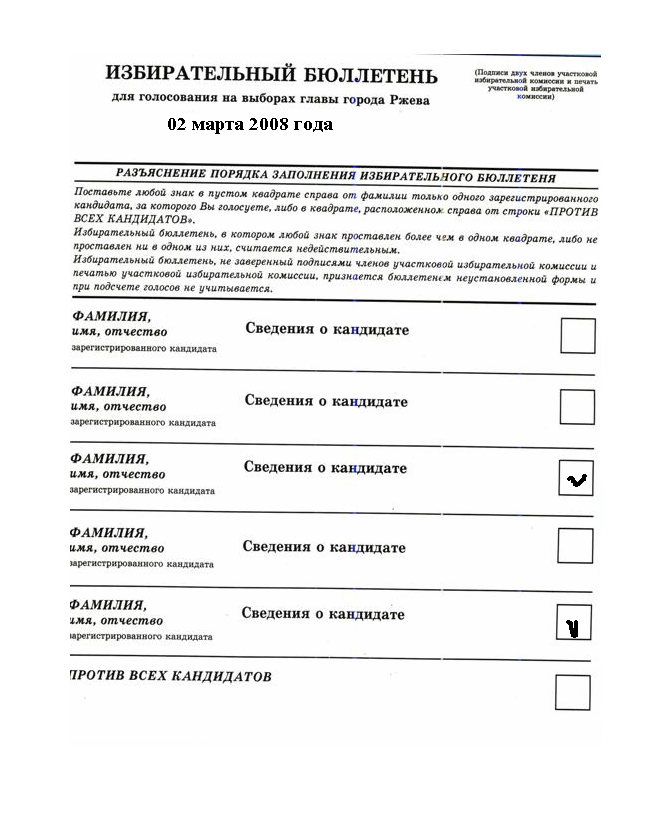 ИЗБИРАТЕЛЬНЫЙ БЮЛЛЕТЕНЬ
для голосования на выборах главы города Ржева
(Подписи двух членов участковой
избирательной комиссии и печать
участковой избирательной
комиссии)
02 марта 2008 года
РАЗЪЯСНЕНИЕ ПОРЯДКА ЗАПОЛНЕНИЯ ИЗБИРАТЕЛЬНОГО БЮЛЛЕТЕНЯ
Поставьте любой знак в пустом квадрате справа от фамилии только одного зарегистрированного
кандидата, за которого Вы голосуете, либо в квадрате, расположенном справа от строки «ПРОТИВ
ВСЕХ КАНДИДАТОВ».
Избирательный бюллетень, в котором любой знак проставлен более чем в одном квадрате, либо не
проставлен ни в одном из них, считается недействительным.
Избирательный бюллетень, не заверенный подписями членов участковой избирательной комиссии и
печатью участковой избирательной комиссии, признается бюллетенем неустановленной формы и
при подсчете голосов не учитывается.
ФАМИЛИЯ,
имя, отчество
зарегистрированного кандидата
Сведения о кандидате
ФАМИЛИЯ,
имя, отчество
зарегистрированного кандидата
Сведения о кандидате
ФАМИЛИЯ,
имя, отчество
зарегистрированного кандидата
Сведения о кандидате
ФАМИЛИЯ,
имя, отчество
зарегистрированного кандидата
Сведения о кандидате
ФАМИЛИЯ,
имя, отчество
зарегистрированного кандидата
Сведения о кандидате
ПРОТИВ ВСЕХ КАНДИДАТОВ